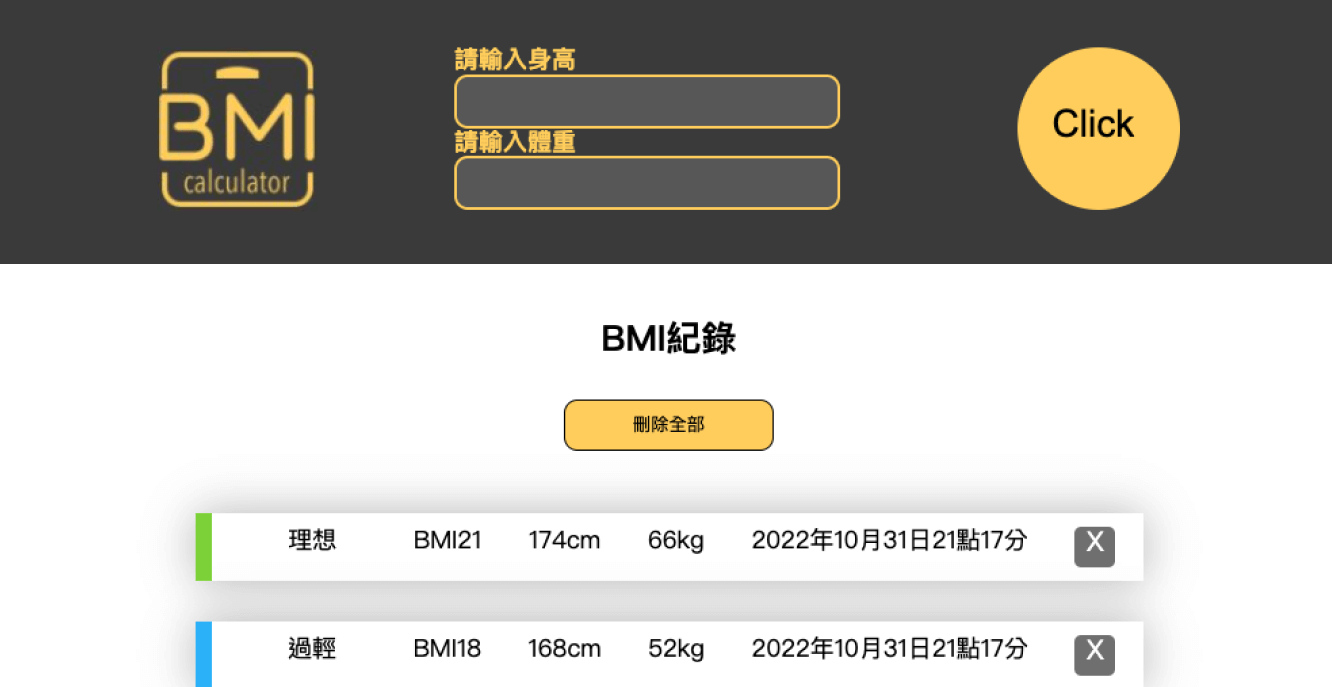 BMI
calculator
請輸入身高
請輸入體重
Click
BMI紀錄
刪除全部
理想 BMI21 174cm 66kg 2022年10月31日21點17分 X
過輕 BMI18 168cm 52kg 2022年10月31日21點17分 X